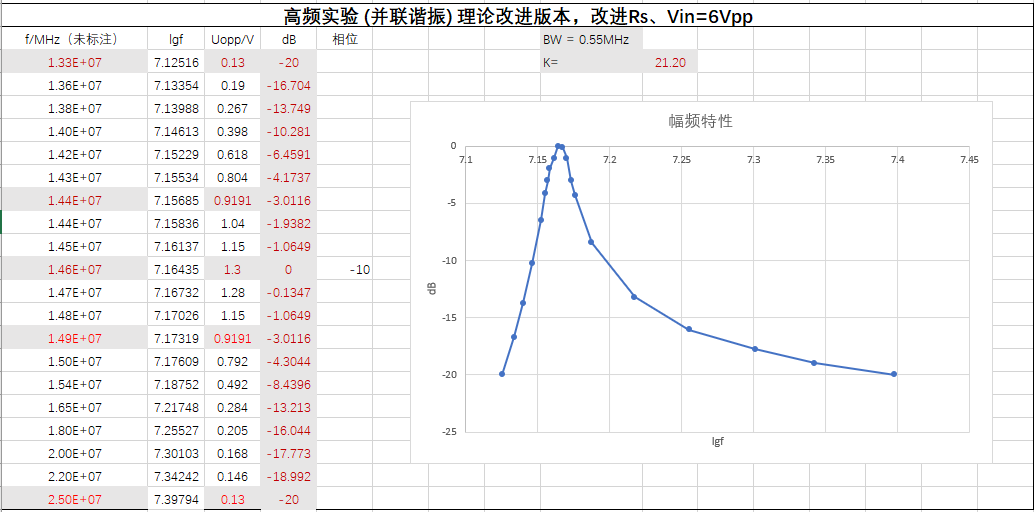 高频实验 (并联谐振) 理论改进版本，改进Rs、Vin=6Vpp
f/MHz（未标注） lgf Uopp/V dB 相位 BW = 0.55MHz
1.33E+07 7.12516 0.13 -20 K= 21.20
1.36E+07 7.13354 0.19 -16.704
1.38E+07 7.13988 0.267 -13.749
1.40E+07 7.14613 0.398 -10.281
1.42E+07 7.15229 0.618 -6.4591
1.43E+07 7.15534 0.804 -4.1737
1.44E+07 7.15685 0.9191 -3.0116
1.44E+07 7.15836 1.04 -1.9382
1.45E+07 7.16137 1.15 -1.0649
1.46E+07 7.16435 1.3 0 -10
1.47E+07 7.16732 1.28 -0.1347
1.48E+07 7.17026 1.15 -1.0649
1.49E+07 7.17319 0.9191 -3.0116
1.50E+07 7.17609 0.792 -4.3044
1.54E+07 7.18752 0.492 -8.4396
1.65E+07 7.21748 0.284 -13.213
1.80E+07 7.25527 0.205 -16.044
2.00E+07 7.30103 0.168 -17.773
2.20E+07 7.34242 0.146 -18.992
2.50E+07 7.39794 0.13 -20
幅频特性
0
7.1 7.15 7.2 7.25 7.3 7.35 7.4 7.45
-5
-10
dB
-15
-20
-25
lgf